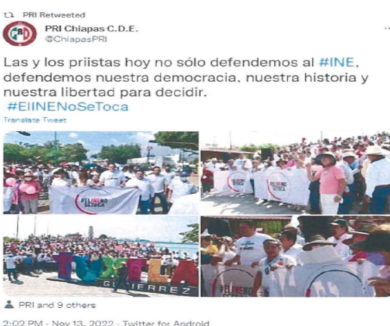 PRI Retweeted
PRI Chiapas C.D.E.
@ChiapasPRI
Las y los priistas hoy no sólo defendemos al #INE,
defendemos nuestra democracia, nuestra historia y
nuestra libertad para decidir.
#ElINENoSeToca
Translate Tweet
GUTIÉRREZ
PRI and 9 others
2:02 PM · Nov 13, 2022 · Twitter for Android